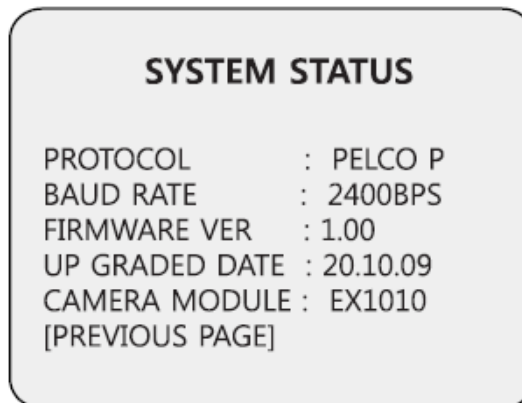 SYSTEM STATUS
PROTOCOL : PELCO P
BAUD RATE : 2400BPS
FIRMWARE VER : 1.00
UP GRADED DATE : 20.10.09
CAMERA MODULE : EX1010
[PREVIOUS PAGE]